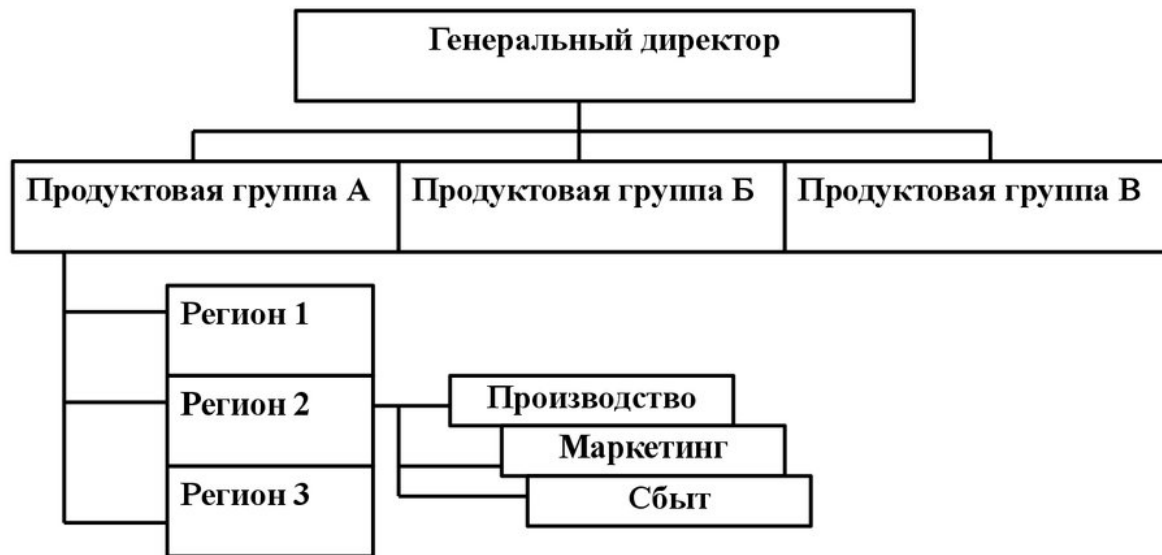 Генеральный директор
Продуктовая группа А
Продуктовая группа Б
Продуктовая группа В
Регион 1
Регион 2
Регион 3
Производство
Маркетинг
Сбыт